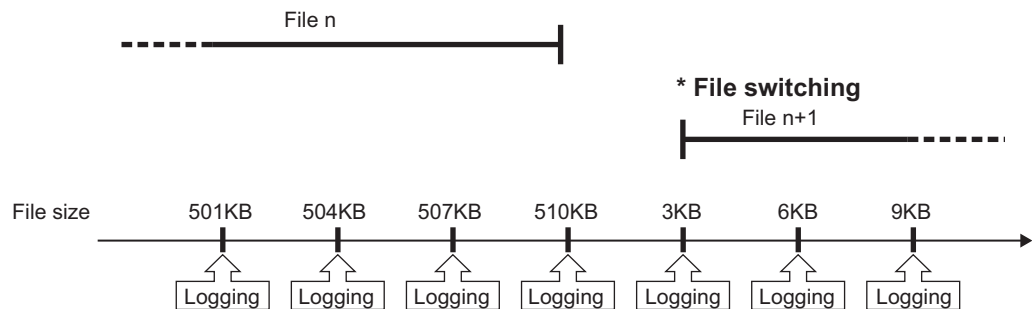 File n
* File switching
File n+1
File size 501KB 504KB 507KB 510KB 3KB 6KB 9KB
Logging Logging Logging Logging Logging Logging Logging